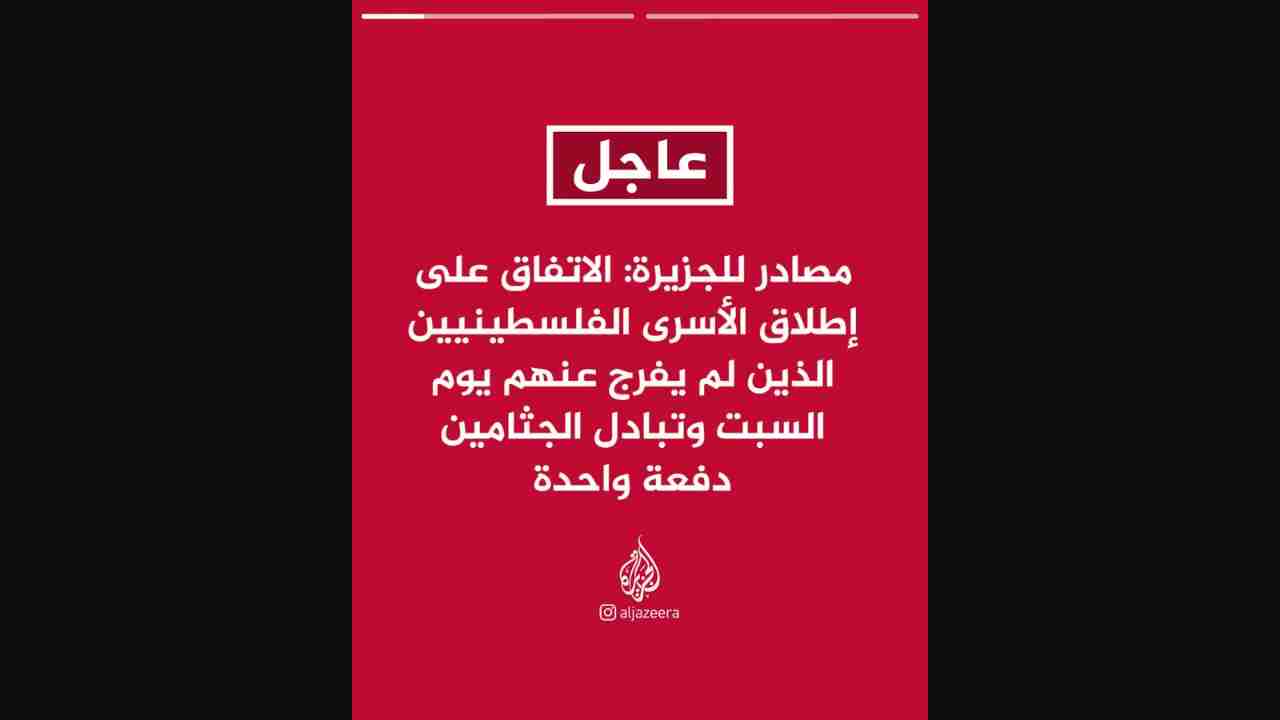 عاجل
مصادر للجزيرة: الاتفاق على
إطلاق الأسرى الفلسطينيين
الذين لم يفرج عنهم يوم
السبت وتبادل الجثامين
دفعة واحدة
الجزيرة
aljazeera